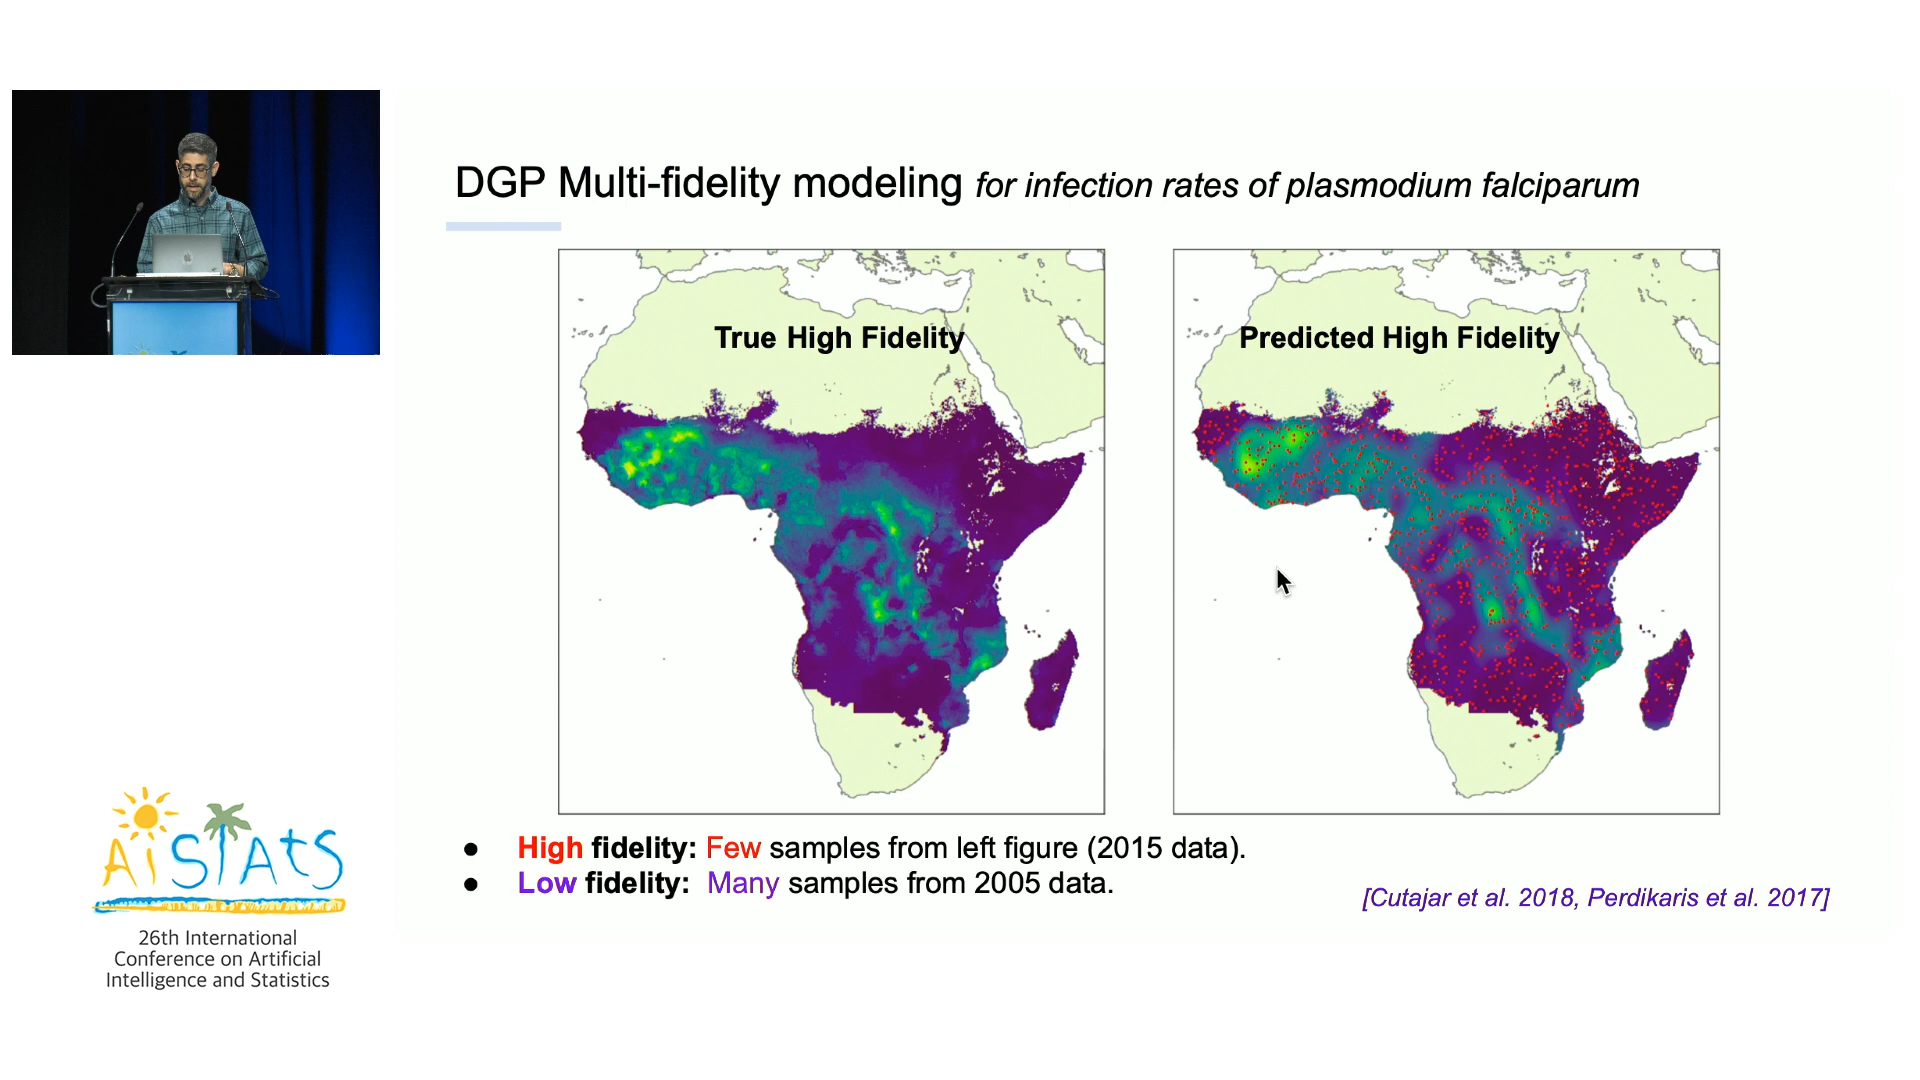 DGP Multi-fidelity modeling for infection rates of plasmodium falciparum
True High Fidelity
Predicted High Fidelity
● High fidelity: Few samples from left figure (2015 data).
● Low fidelity: Many samples from 2005 data.
[Cutajar et al. 2018, Perdikaris et al. 2017]
AISTATS
26th International
Conference on Artificial
Intelligence and Statistics